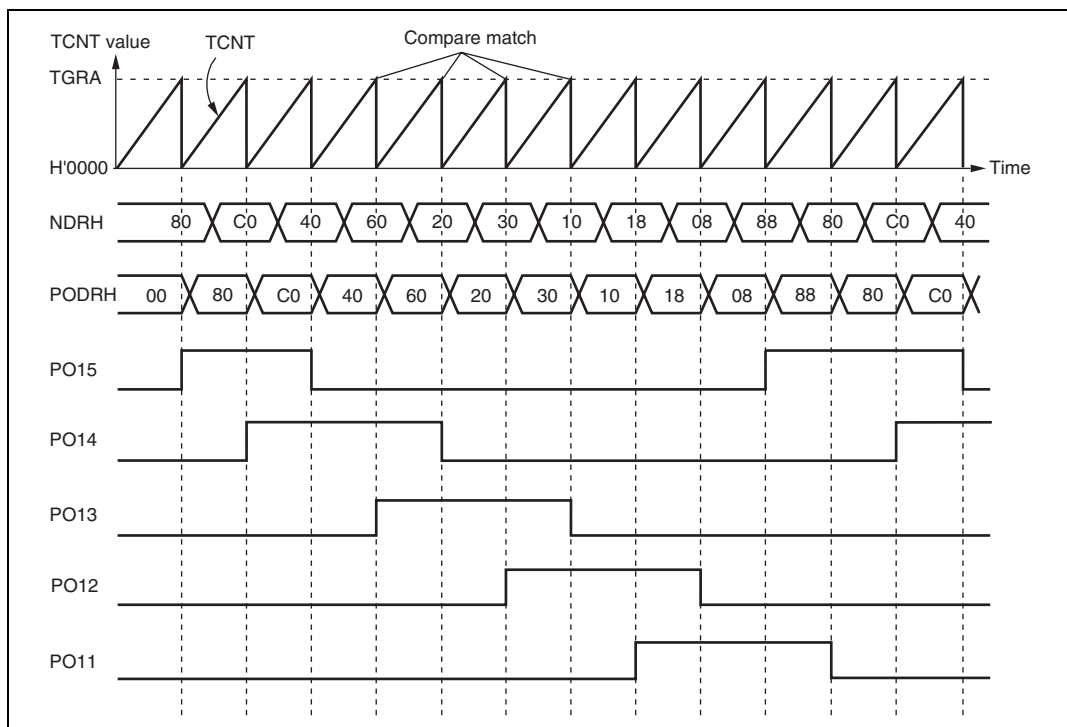 TCNT value
TCNT
Compare match
TGRA
H'0000
Time
NDRH 80 C0 40 60 20 30 10 18 08 88 80 C0 40
PODRH 00 80 C0 40 60 20 30 10 18 08 88 80 C0
PO15
PO14
PO13
PO12
PO11